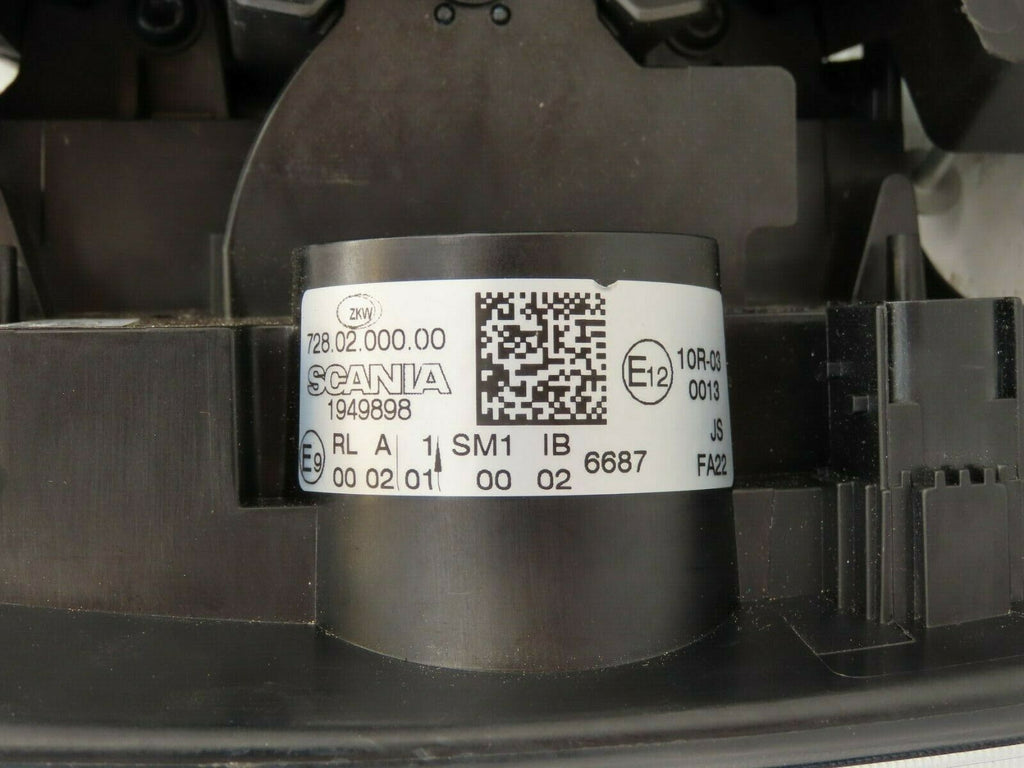 ZKW
728.02.000.00
SCANIA
1949898
E9 RL A 1 SM1 IB 6687
00 02 01 00 02
E12 10R-03
0013
JS
FA22